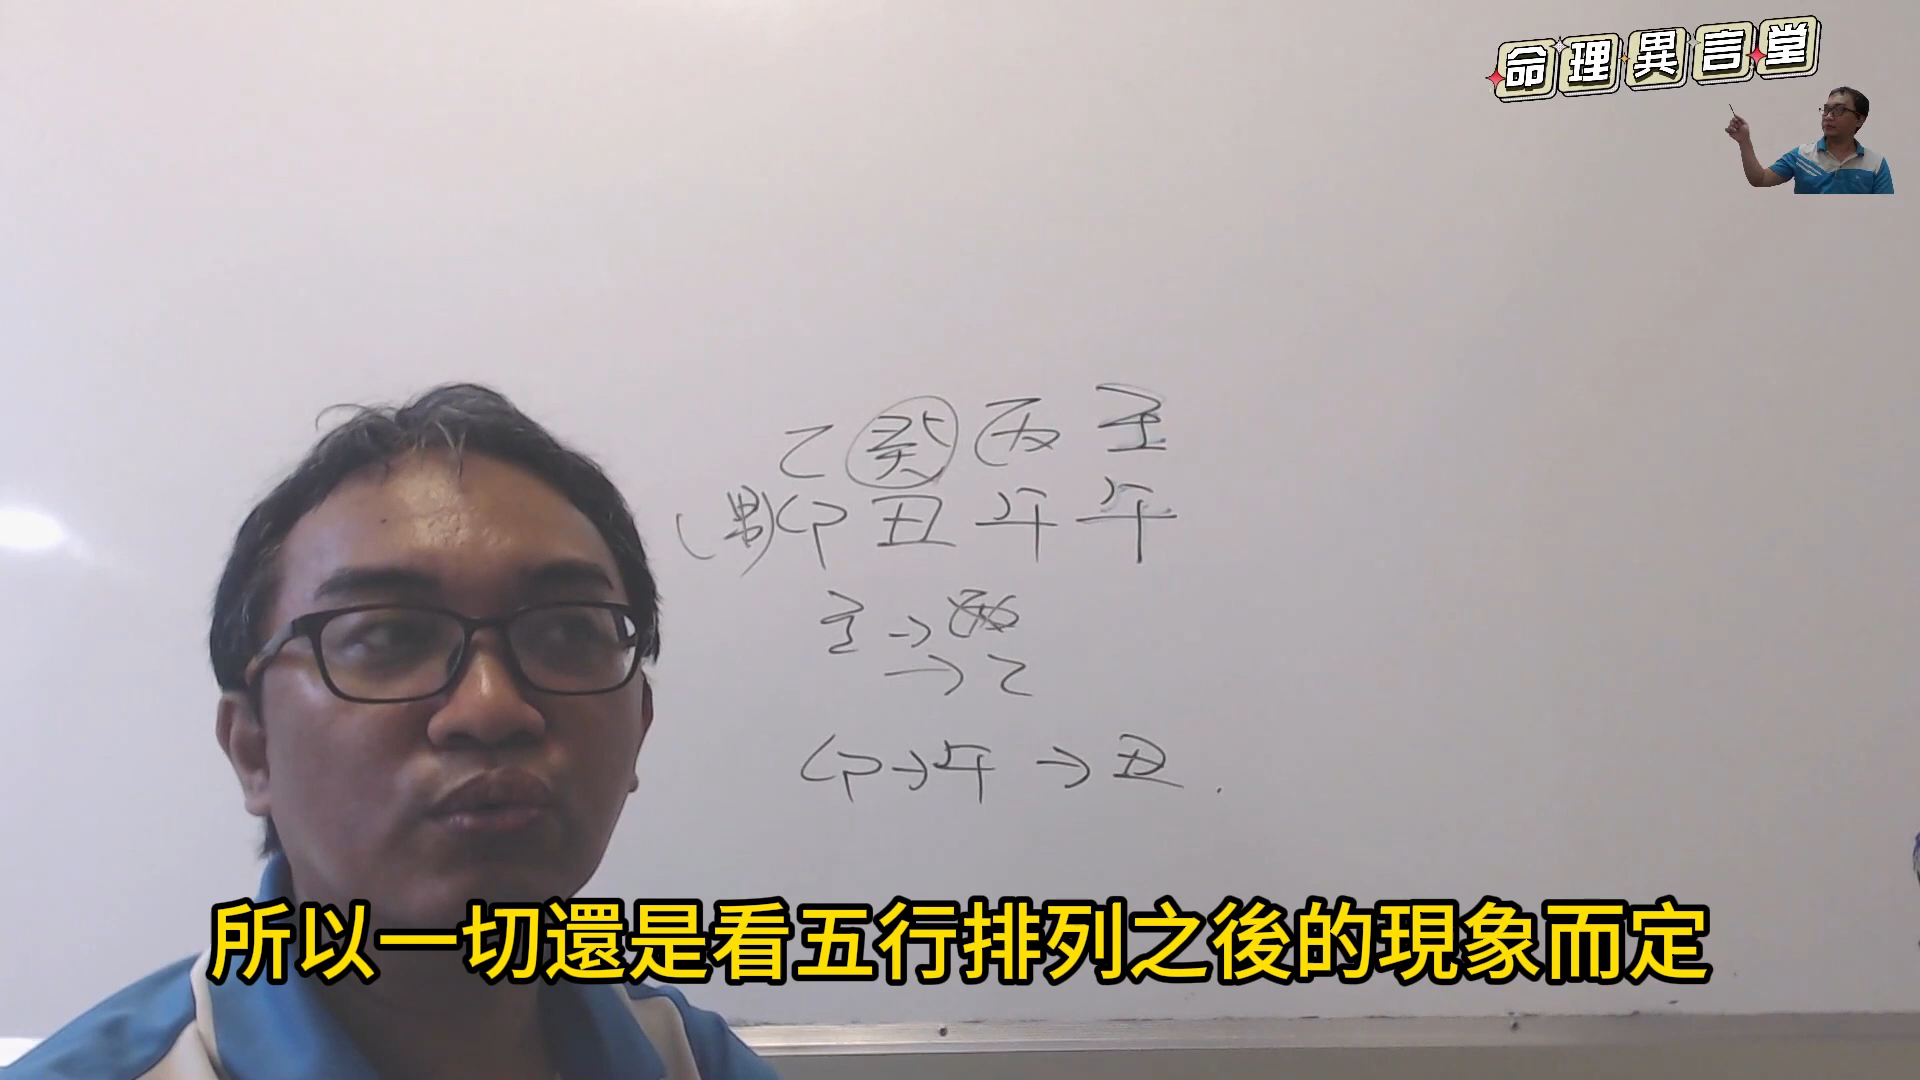 命理異言堂
乙癸丙壬
(男)卯丑午午
壬→
→乙
卯→午→丑.
所以一切還是看五行排列之後的現象而定